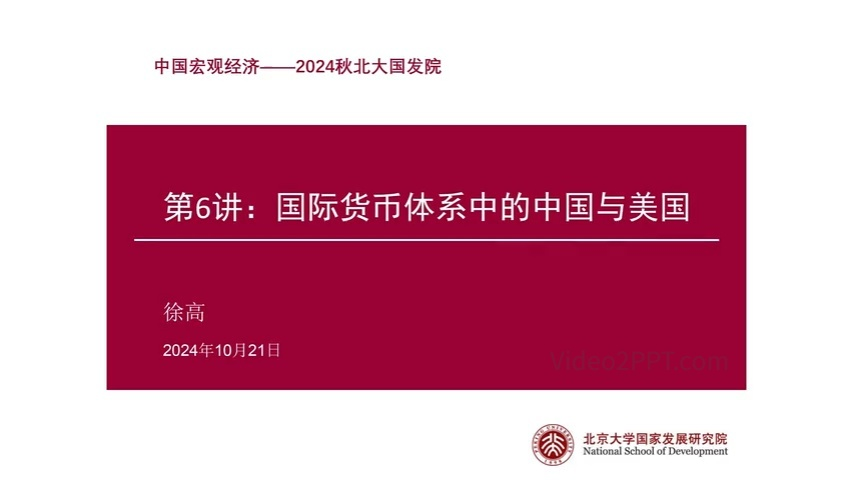 中国宏观经济——2024秋北大国发院
第6讲：国际货币体系中的中国与美国
徐高
2024年10月21日
Video2PPT.com
北京大学国家发展研究院
National School of Development